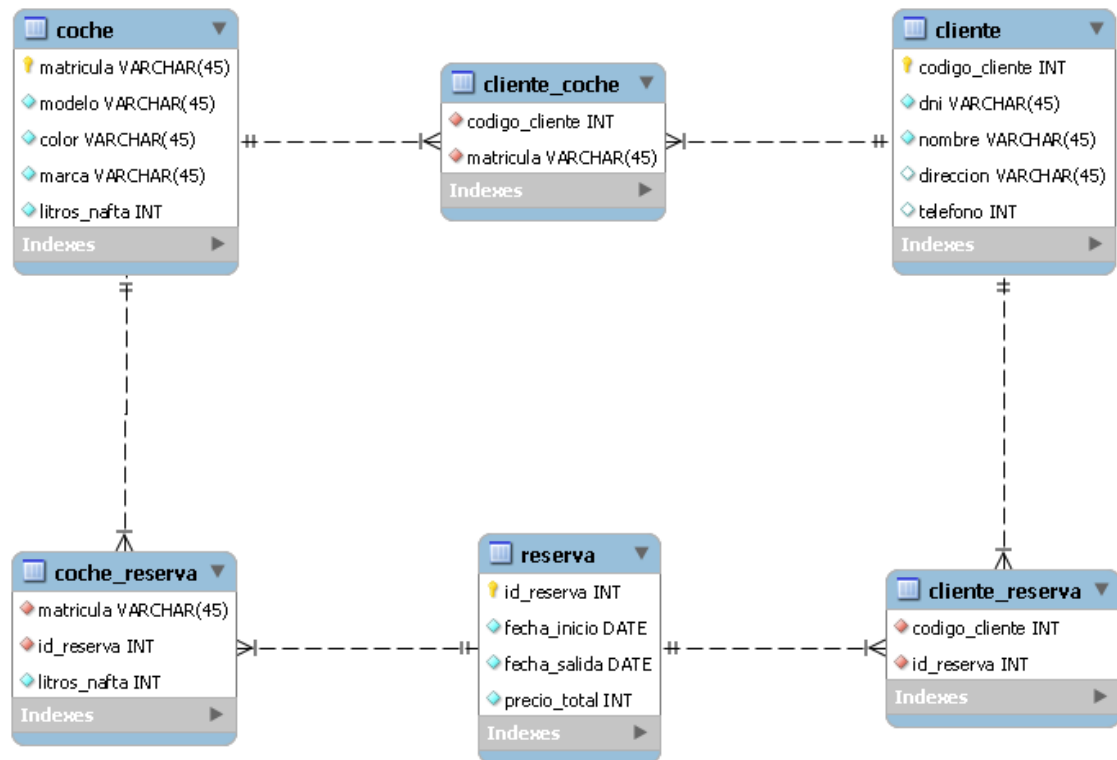 coche
matricula VARCHAR(45)
modelo VARCHAR(45)
color VARCHAR(45)
marca VARCHAR(45)
litros_nafta INT
Indexes
cliente_coche
codigo_cliente INT
matricula VARCHAR(45)
Indexes
cliente
codigo_cliente INT
dni VARCHAR(45)
nombre VARCHAR(45)
direccion VARCHAR(45)
telefono INT
Indexes
coche_reserva
matricula VARCHAR(45)
id_reserva INT
litros_nafta INT
Indexes
reserva
id_reserva INT
fecha_inicio DATE
fecha_salida DATE
precio_total INT
Indexes
cliente_reserva
codigo_cliente INT
id_reserva INT
Indexes